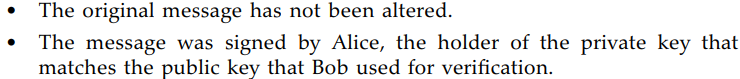 • The original message has not been altered.
• The message was signed by Alice, the holder of the private key that
matches the public key that Bob used for verification.